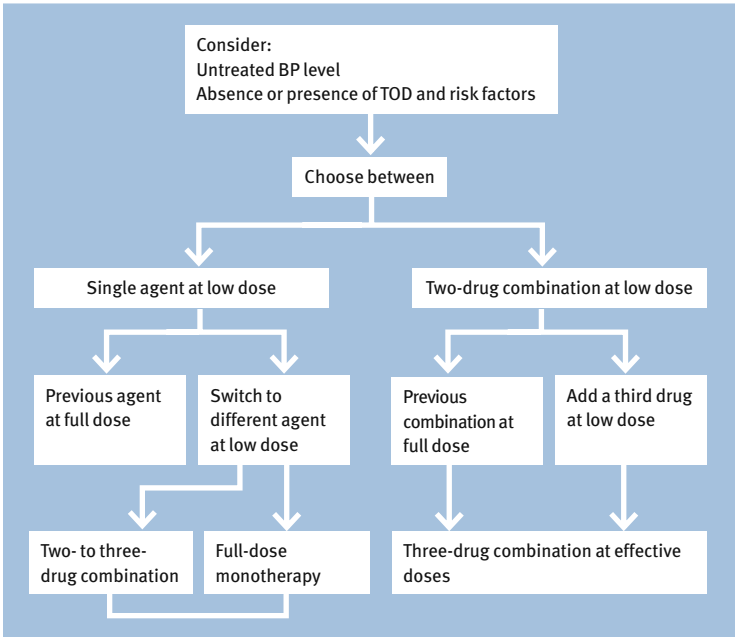 Consider:
Untreated BP level
Absence or presence of TOD and risk factors
Choose between
Single agent at low dose
Two-drug combination at low dose
Previous agent
at full dose
Switch to
different agent
at low dose
Previous
combination at
full dose
Add a third drug
at low dose
Two- to three-
drug combination
Full-dose
monotherapy
Three-drug combination at effective
doses